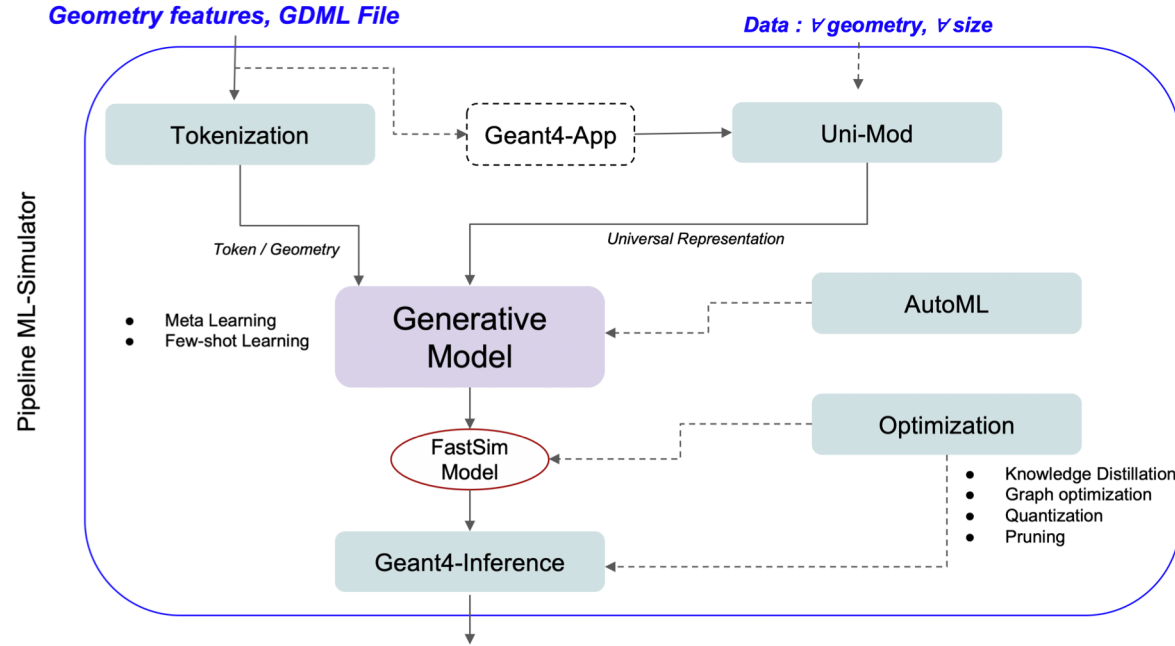 Geometry features, GDML File
Data : ∀ geometry, ∀ size
Tokenization
Geant4-App
Uni-Mod
Token / Geometry
Universal Representation
Pipeline ML-Simulator
● Meta Learning
● Few-shot Learning
Generative
Model
AutoML
FastSim
Model
Optimization
● Knowledge Distillation
● Graph optimization
● Quantization
● Pruning
Geant4-Inference